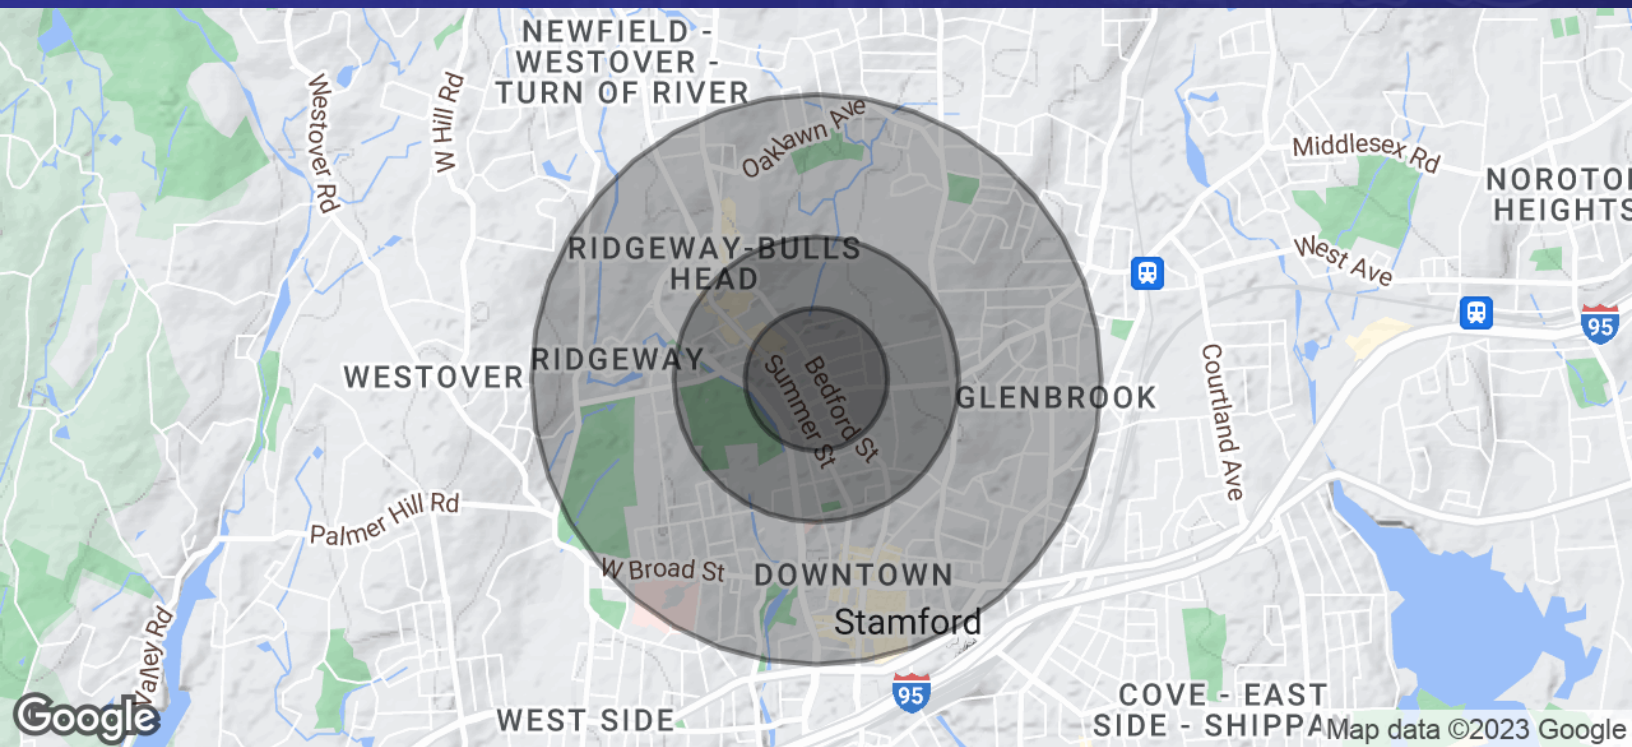 NEWFIELD -
WESTOVER -
TURN OF RIVER
Westover Rd
W Hill Rd
Oaklawn Ave
Middlesex Rd
NOROTO
HEIGHTS
West Ave
RIDGEWAY-BULLS
HEAD
95
RIDGEWAY
WESTOVER
Summer St
Bedford St
GLENBROOK
Courtland Ave
Palmer Hill Rd
W Broad St
DOWNTOWN
Stamford
Valley Rd
95
WEST SIDE
COVE - EAST
SIDE - SHIPPA
Google
Map data ©2023 Google